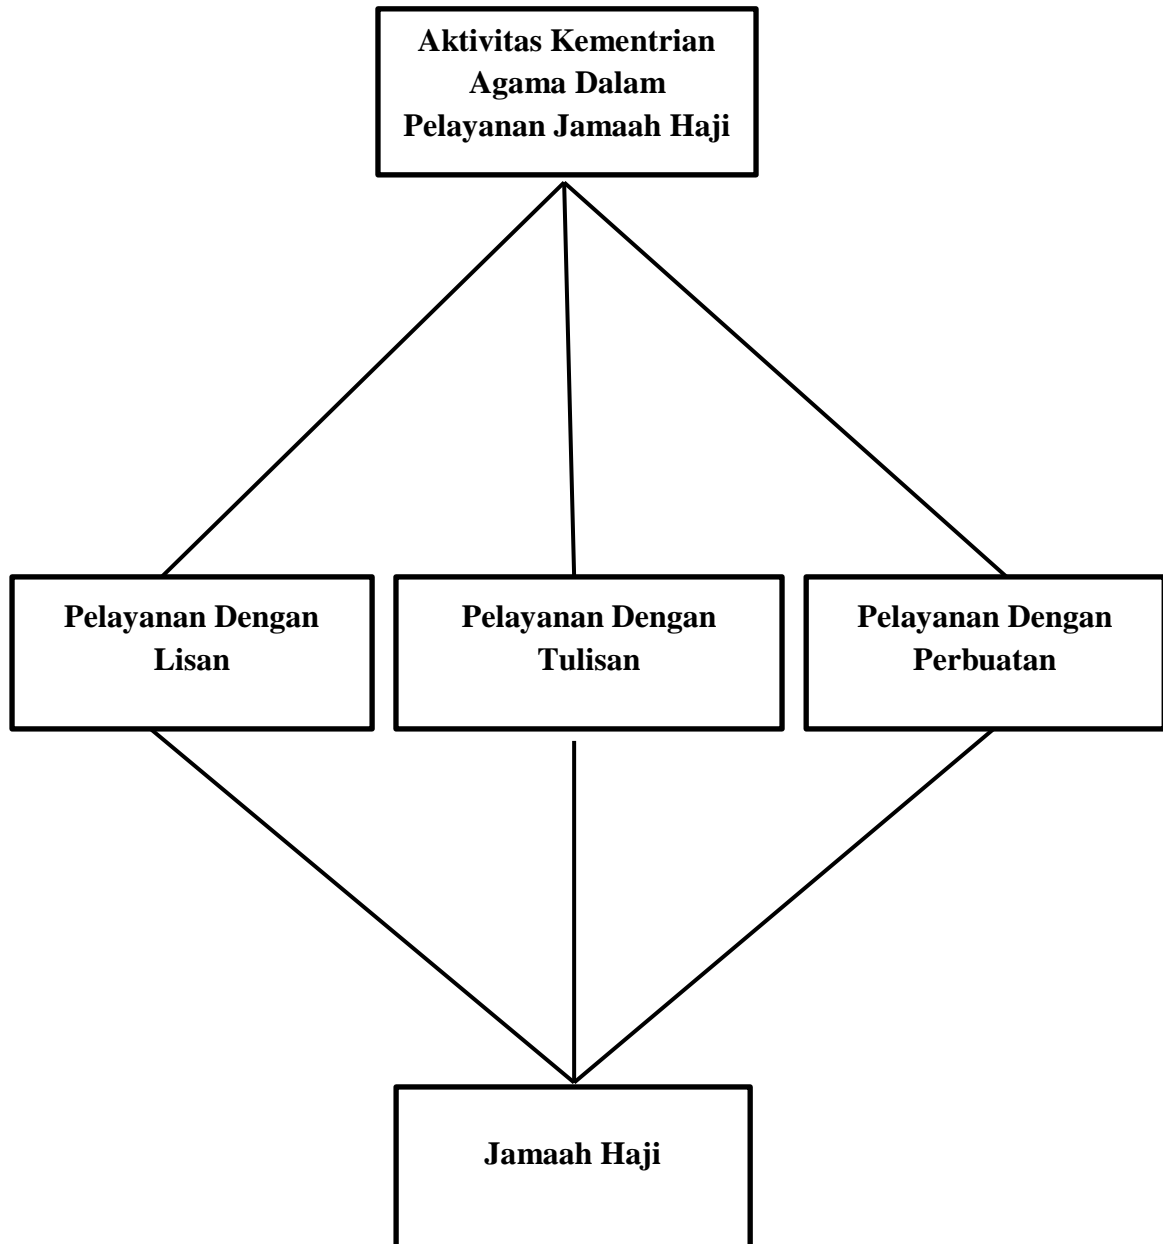 Aktivitas Kementrian
Agama Dalam
Pelayanan Jamaah Haji
Pelayanan Dengan
Lisan
Pelayanan Dengan
Tulisan
Pelayanan Dengan
Perbuatan
Jamaah Haji